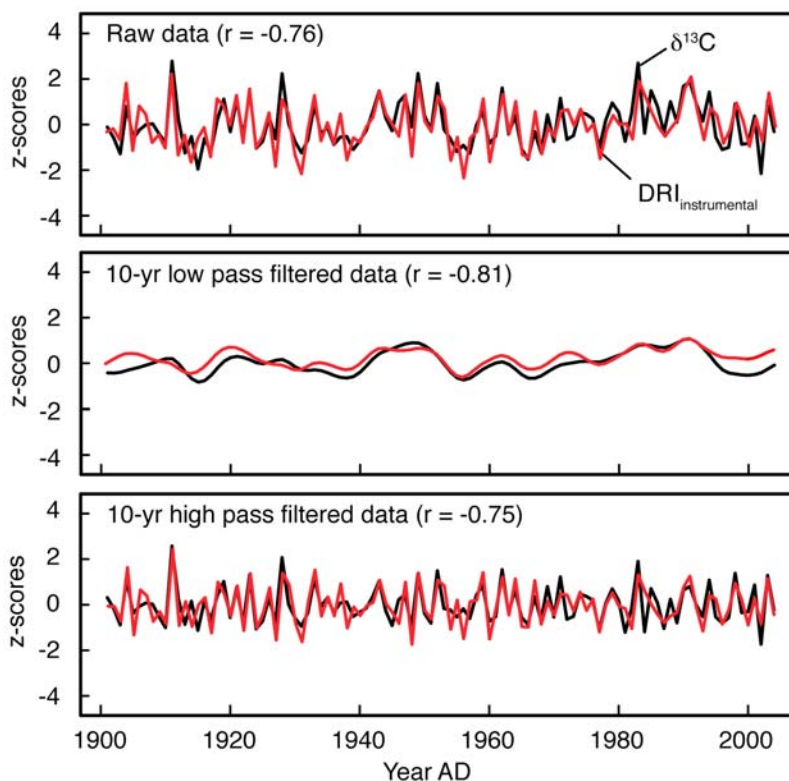 Raw data (r = -0.76)
δ¹³C
DRIinstrumental
4
2
0
-2
-4
z-scores
10-yr low pass filtered data (r = -0.81)
4
2
0
-2
-4
z-scores
10-yr high pass filtered data (r = -0.75)
4
2
0
-2
-4
z-scores
1900 1920 1940 1960 1980 2000
Year AD